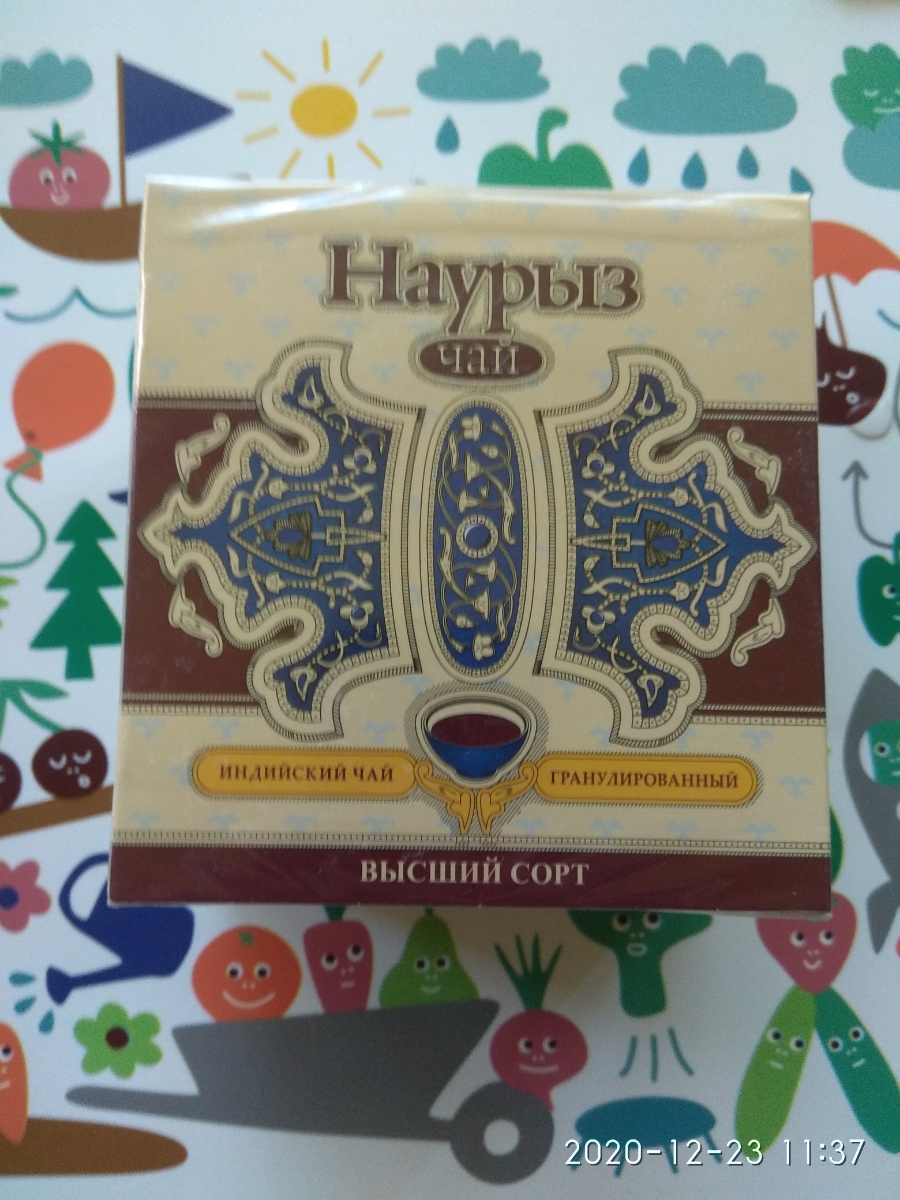 Наурыз
чай
ИНДИЙСКИЙ ЧАЙ
ГРАНУЛИРОВАННЫЙ
ВЫСШИЙ СОРТ
2020-12-23 11:37